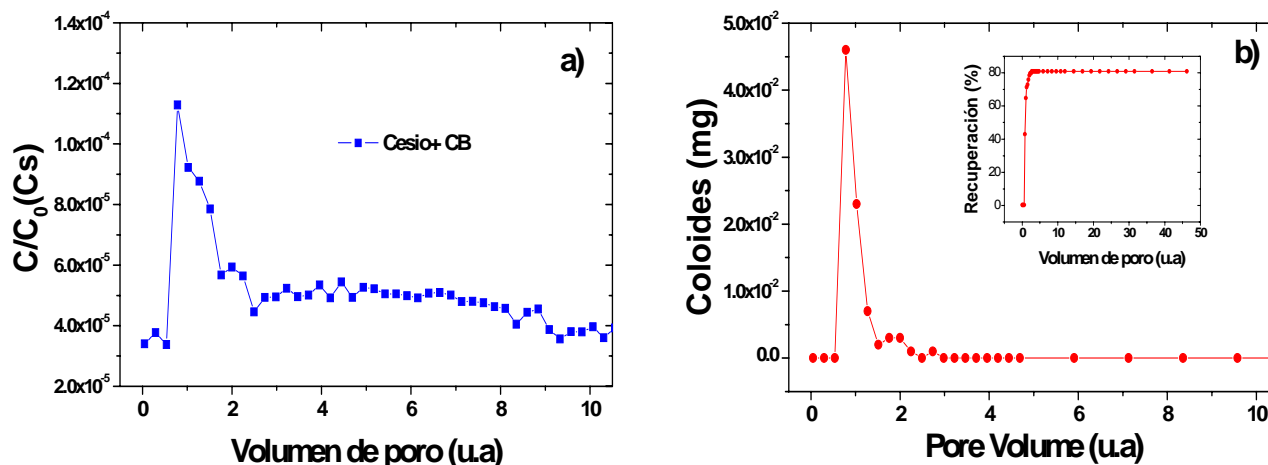 1.4x10-4
1.2x10-4
1.0x10-4
8.0x10-5
6.0x10-5
4.0x10-5
2.0x10-5
C/C0(Cs)
a)
Cesio+ CB
0 2 4 6 8 10
Volumen de poro (u.a)
5.0x10-2
4.0x10-2
3.0x10-2
2.0x10-2
1.0x10-2
0.0
Coloides (mg)
b)
80
60
40
20
0
Recuperación (%)
0 10 20 30 40 50
Volumen de poro (u.a)
0 2 4 6 8 10
Pore Volume (u.a)